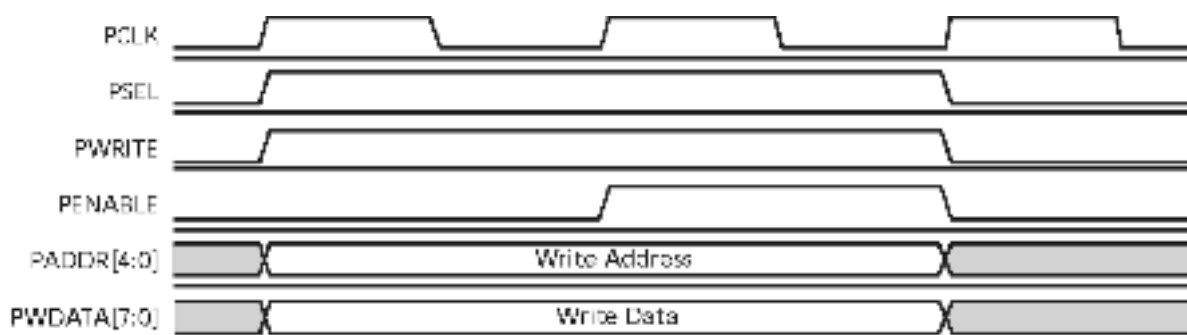 PCLK
PSEL
PWRITE
PENABLE
PADDR[4:0] Write Address
PWDATA[7:0] Write Data